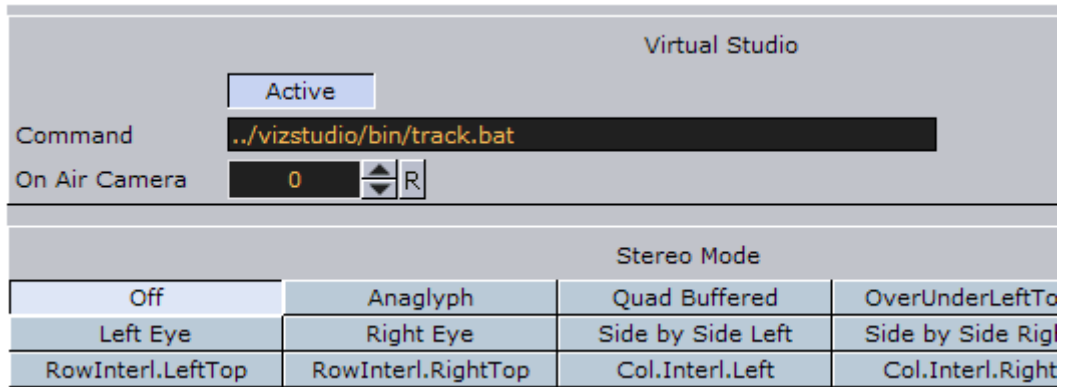 Virtual Studio
Active
Command ../vizstudio/bin/track.bat
On Air Camera 0 R
Stereo Mode
Off Anaglyph Quad Buffered OverUnderLeftTo
Left Eye Right Eye Side by Side Left Side by Side Righ
RowInterl.LeftTop RowInterl.RightTop Col.Interl.Left Col.Interl.Right